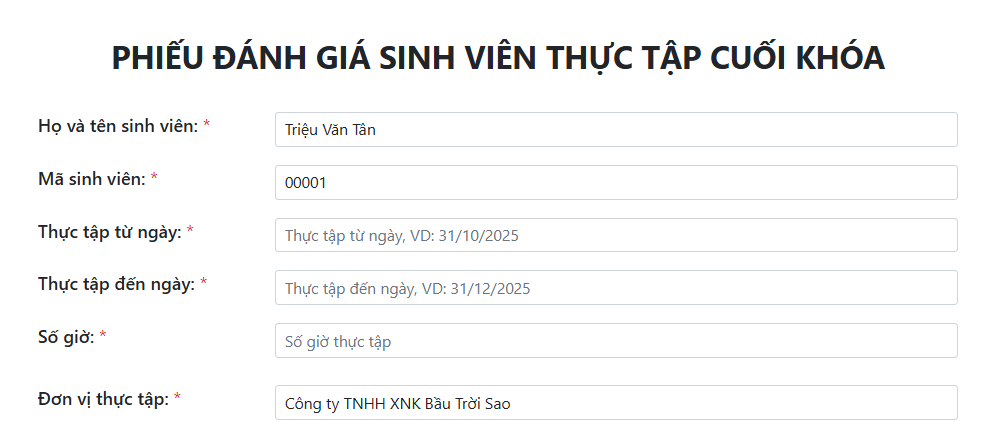 PHIẾU ĐÁNH GIÁ SINH VIÊN THỰC TẬP CUỐI KHÓA
Họ và tên sinh viên: * Triệu Văn Tân
Mã sinh viên: * 00001
Thực tập từ ngày: * Thực tập từ ngày, VD: 31/10/2025
Thực tập đến ngày: * Thực tập đến ngày, VD: 31/12/2025
Số giờ: * Số giờ thực tập
Đơn vị thực tập: * Công ty TNHH XNK Bầu Trời Sao